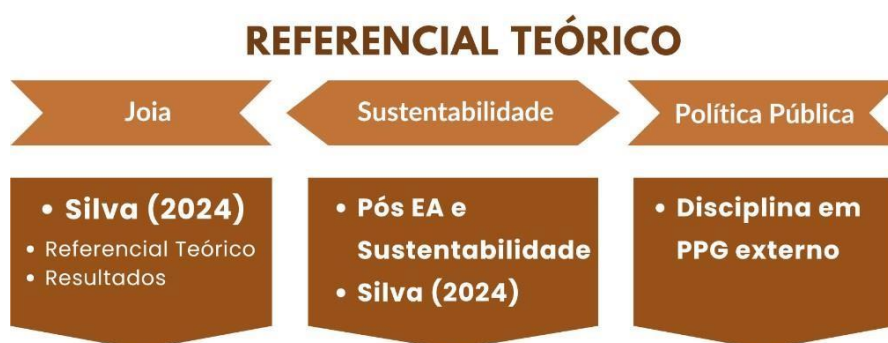 REFERENCIAL TEÓRICO
Joia
Sustentabilidade
Política Pública
• Silva (2024)
• Referencial Teórico
• Resultados
• Pós EA e
Sustentabilidade
• Silva (2024)
• Disciplina em
PPG externo